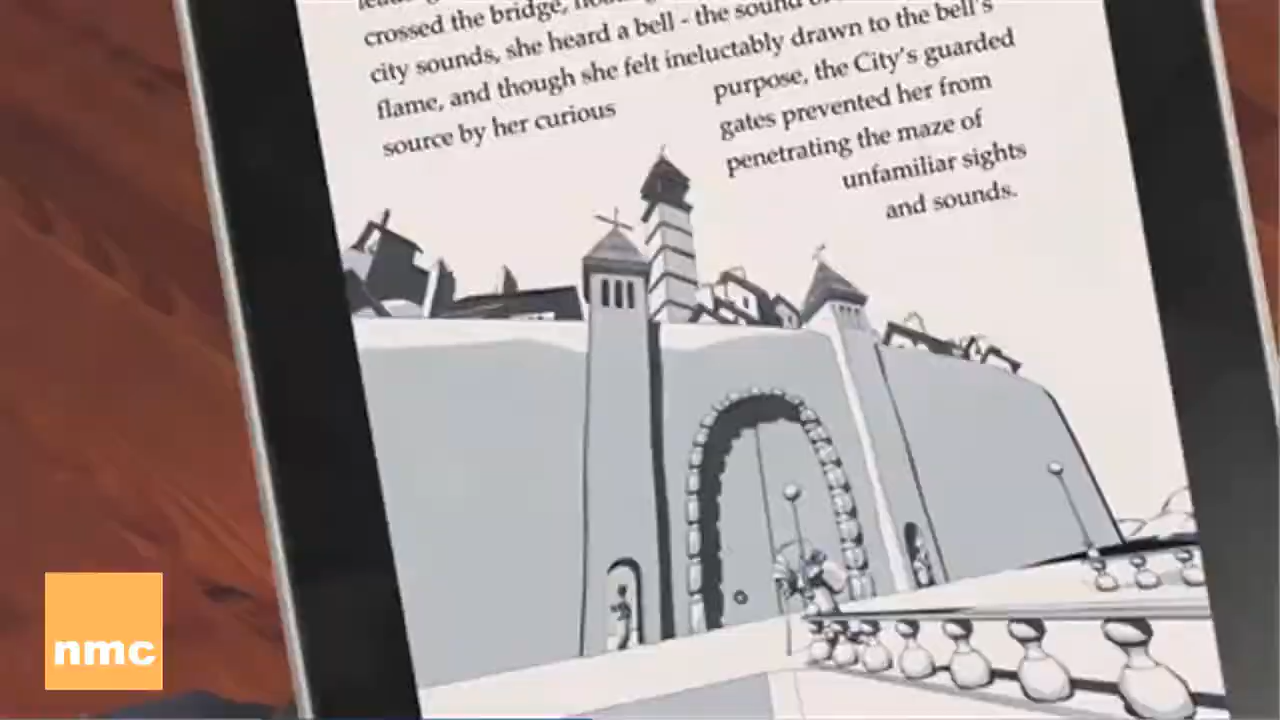 crossed the bridge,
city sounds, she heard a bell - the sound
flame, and though she felt ineluctably drawn to the bell's
source by her curious
purpose, the City's guarded
gates prevented her from
penetrating the maze of
unfamiliar sights
and sounds.
nmc